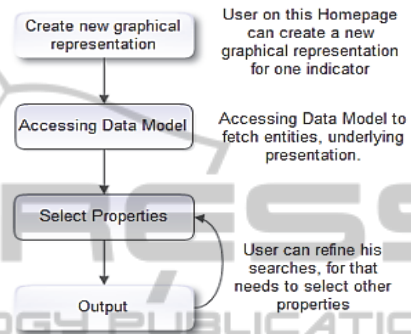 Create new graphical
representation
User on this Homepage
can create a new
graphical representation
for one indicator
Accessing Data Model
Accessing Data Model to
fetch entities, underlying
presentation.
Select Properties
User can refine his
searches, for that
needs to select other
properties
Output